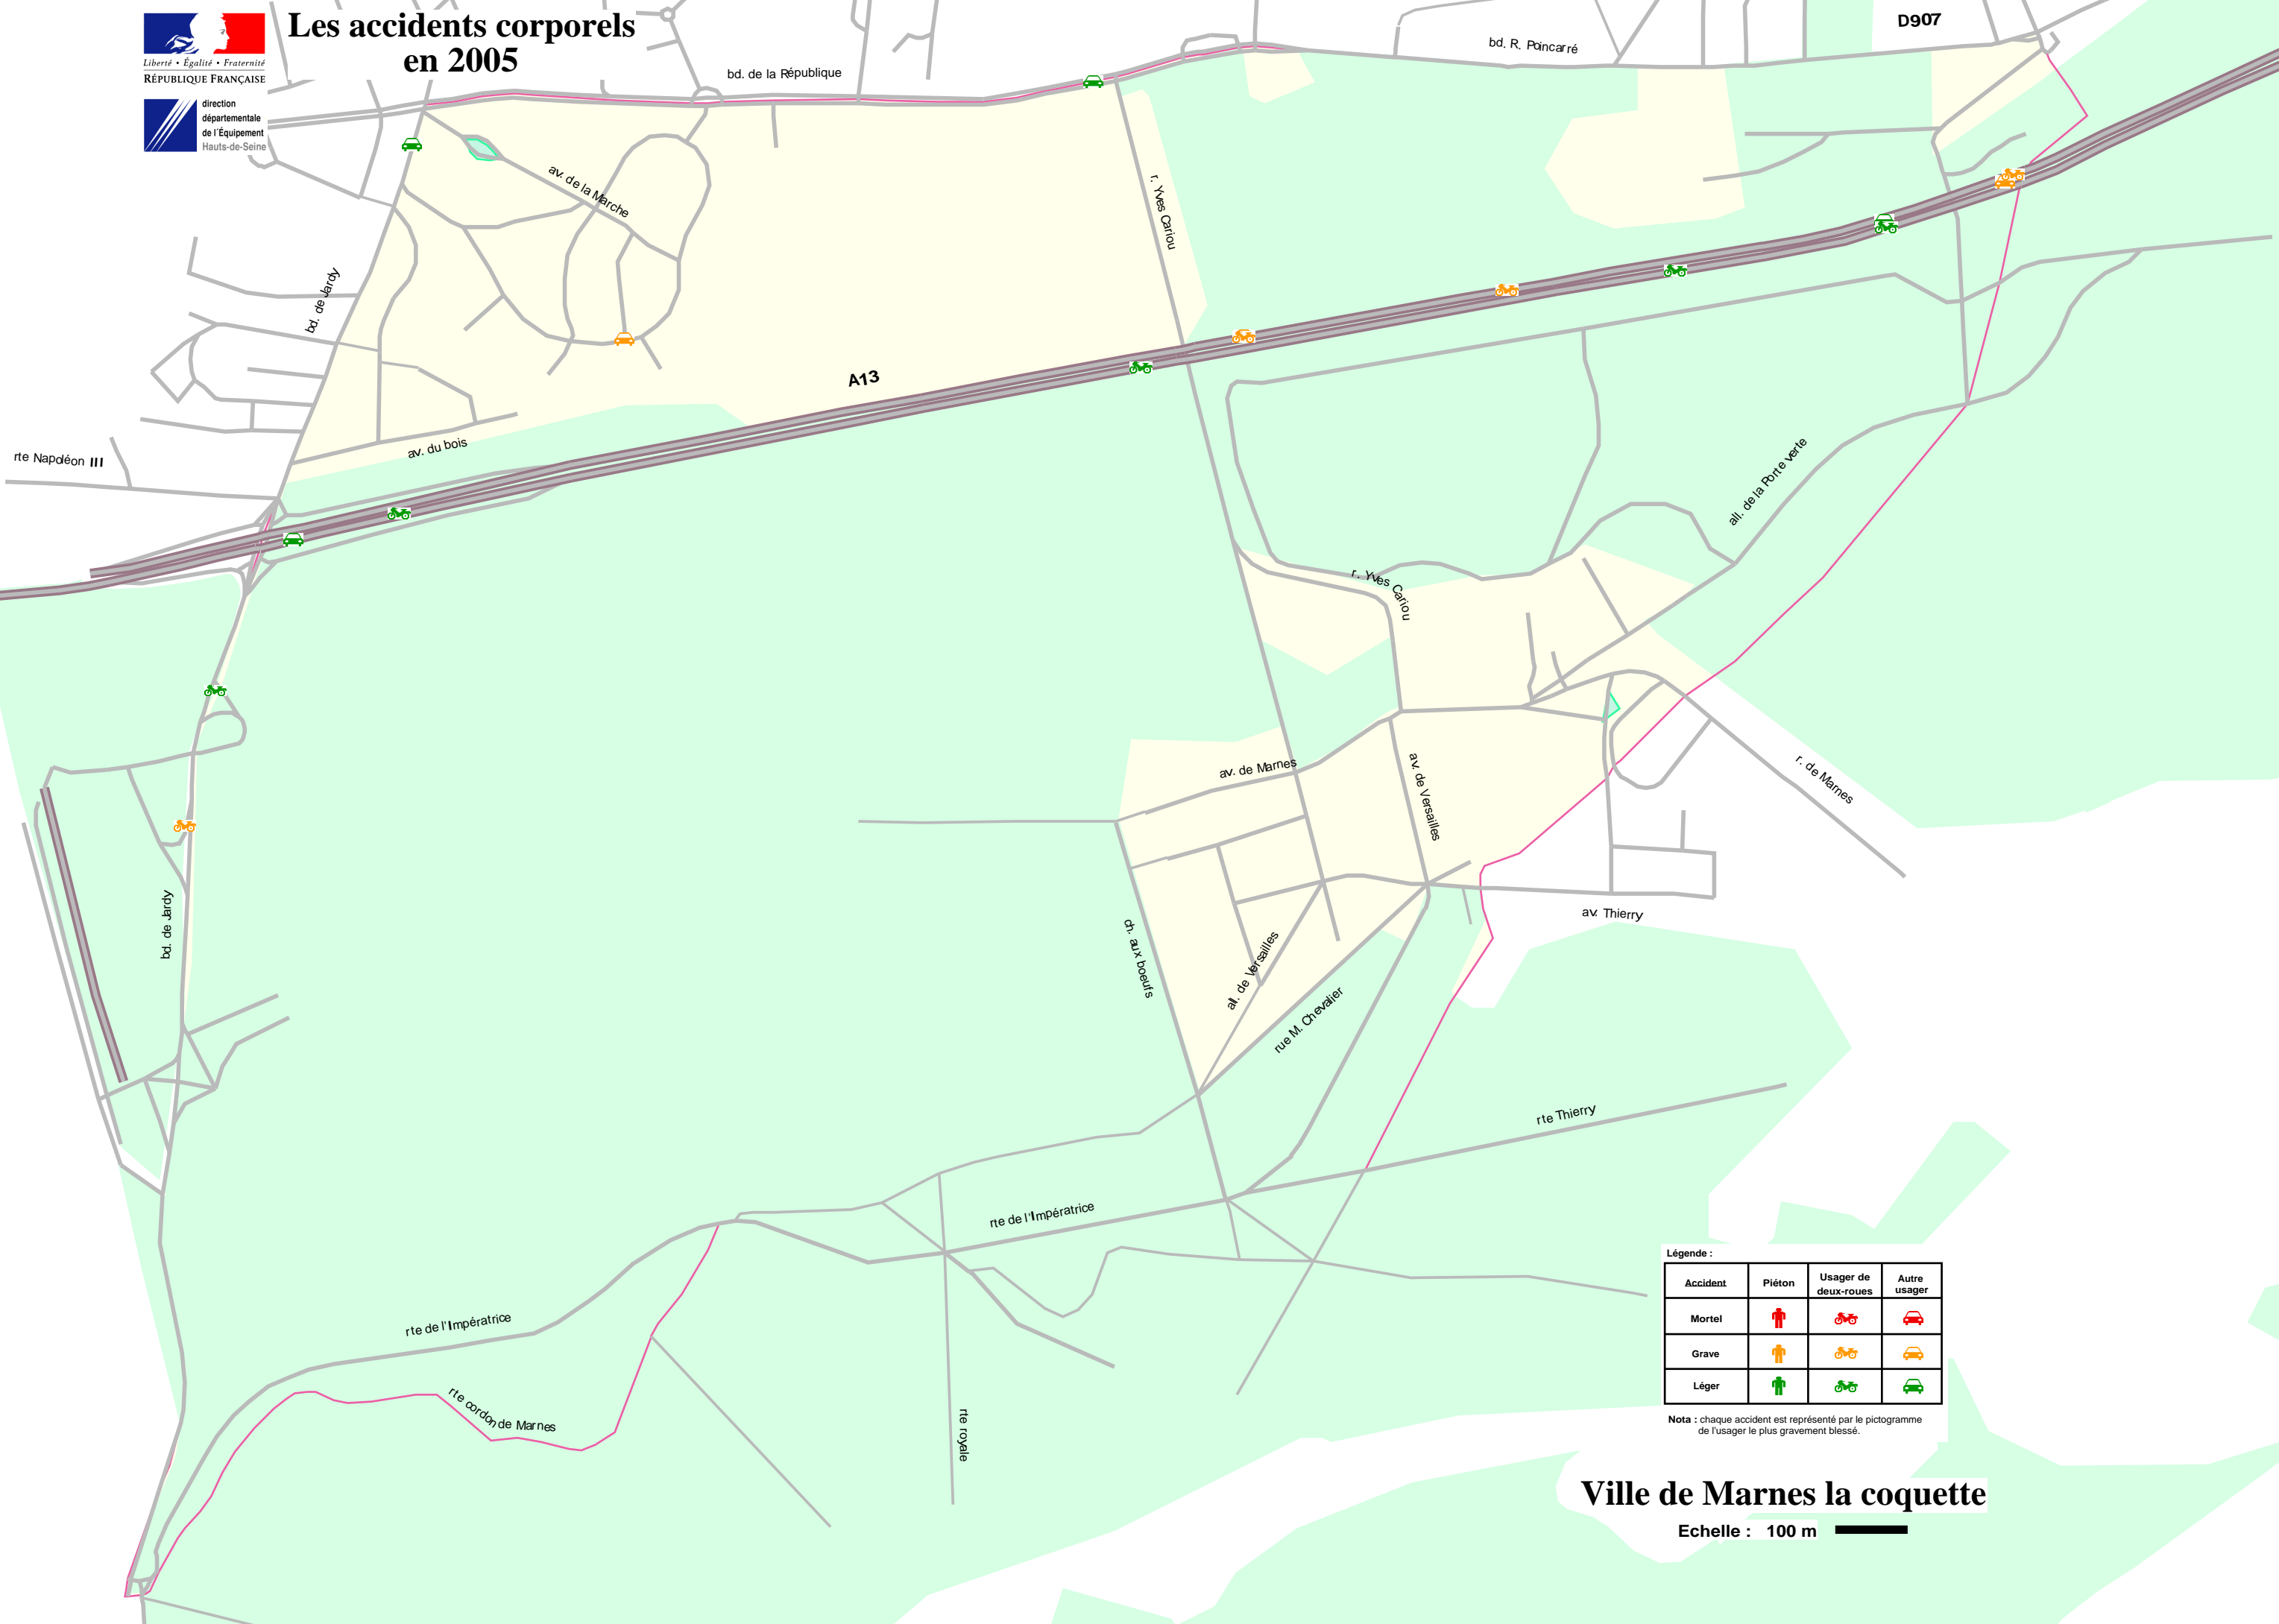 Les accidents corporels
en 2005
Liberté • Égalité • Fraternité
RÉPUBLIQUE FRANÇAISE
direction
départementale
de l'Équipement
Hauts-de-Seine
D907
bd. R. Poincarré
bd. de la République
av. de la Marche
r. Yves Cariou
bd. de Jardy
A13
av. du bois
rte Napoléon III
all. de la Porte verte
r. Yves Cariou
av. de Marnes
av. de Versailles
r. de Marnes
bd. de Jardy
av. Thierry
ch. aux boeufs
all. de Versailles
rue M. Chevalier
rte Thierry
rte de l'Impératrice
rte de l'Impératrice
rte cordon de Marnes
rte royale
Légende :
Accident
Piéton
Usager de
deux-roues
Autre
usager
Mortel
Grave
Léger
Nota : chaque accident est représenté par le pictogramme
de l'usager le plus gravement blessé.
Ville de Marnes la coquette
Echelle : 100 m